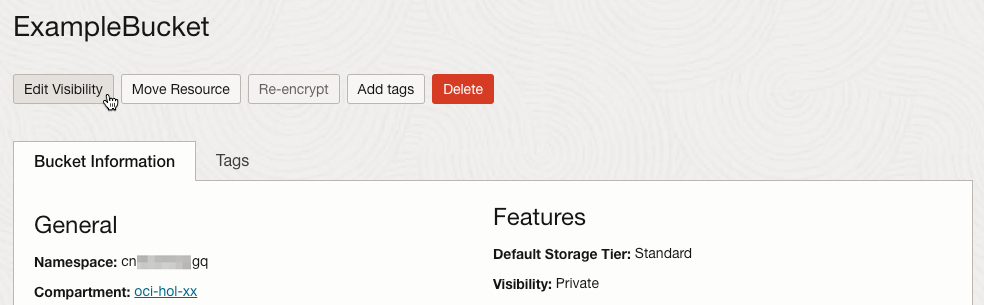 ExampleBucket
Edit Visibility Move Resource Re-encrypt Add tags Delete
Bucket Information Tags
General
Namespace: cn gq
Compartment: oci-hol-xx
Features
Default Storage Tier: Standard
Visibility: Private